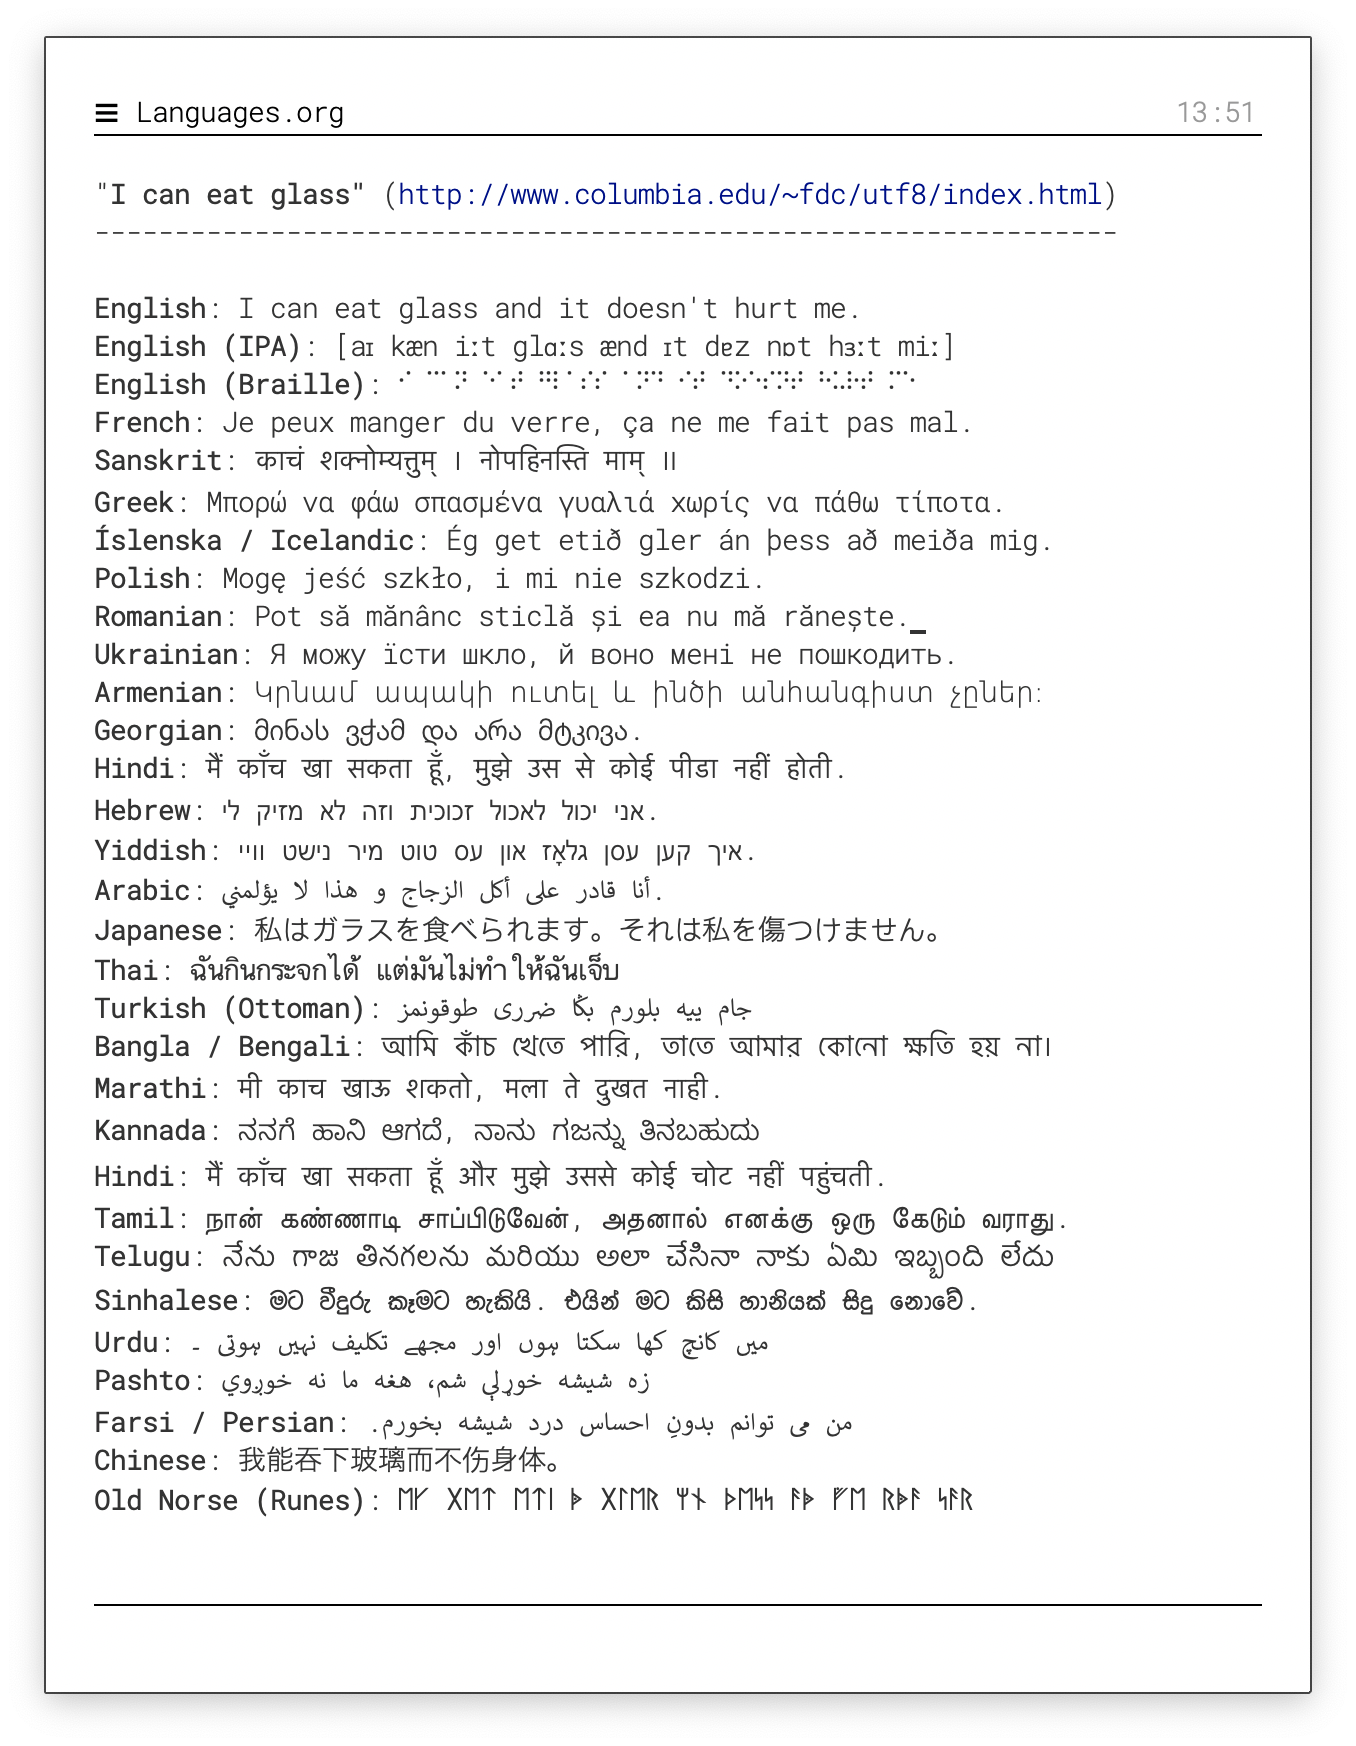 ≡ Languages.org 13:51
"I can eat glass" (http://www.columbia.edu/~fdc/utf8/index.html)
----------------------------------------------------------------
English: I can eat glass and it doesn't hurt me.
English (IPA): [aɪ kæn iːt glɑːs ænd ɪt dɐz nɒt hɜːt miː]
English (Braille): ⠊⠀⠉⠁⠝⠀⠑⠁⠞⠀⠛⠇⠁⠎⠎⠀⠁⠝⠙⠀⠊⠞⠀⠙⠕⠑⠎⠝⠞⠀⠓⠥⠗⠞⠀⠍⠑
French: Je peux manger du verre, ça ne me fait pas mal.
Sanskrit: काचं शक्नोम्यत्तुम् । नोपहिनस्ति माम् ॥
Greek: Μπορώ να φάω σπασμένα γυαλιά χωρίς να πάθω τίποτα.
Íslenska / Icelandic: Ég get etið gler án þess að meiða mig.
Polish: Mogę jeść szkło, i mi nie szkodzi.
Romanian: Pot să mănânc sticlă și ea nu mă rănește.
Ukrainian: Я можу їсти шкло, й воно мені не пошкодить.
Armenian: Կրնամ ապակի ուտել և ինծի անհանգիստ չըներ։
Georgian: მინას ვჭამ და არა მტკივა.
Hindi: मैं काँच खा सकता हूँ, मुझे उस से कोई पीडा नहीं होती.
Hebrew: אני יכול לאכול זכוכית וזה לא מזיק לי.
Yiddish: איך קען עסן גלאָז און עס טוט מיר נישט װײ.
Arabic: أنا قادر على أكل الزجاج و هذا لا يؤلمني.
Japanese: 私はガラスを食べられます。それは私を傷つけません。
Thai: ฉันกินกระจกได้ แต่มันไม่ทำให้ฉันเจ็บ
Turkish (Ottoman): جام ييه بلورم بڭا ضررى طوقونمز
Bangla / Bengali: আমি কাঁচ খেতে পারি, তাতে আমার কোনো ক্ষতি হয় না।
Marathi: मी काच खाऊ शकतो, मला ते दुखत नाही.
Kannada: ನನಗೆ ಹಾನಿ ಆಗದೆ, ನಾನು ಗಜನ್ನು ತಿನಬಹುದು
Hindi: मैं काँच खा सकता हूँ और मुझे उससे कोई चोट नहीं पहुंचती.
Tamil: நான் கண்ணாடி சாப்பிடுவேன், அதனால் எனக்கு ஒரு கேடும் வராது.
Telugu: నేను గాజు తినగలను మరియు అలా చేసినా నాకు ఏమి ఇబ్బంది లేదు
Sinhalese: මට වීදුරු කෑමට හැකියි. එයින් මට කිසි හානියක් සිදු නොවේ.
Urdu: میں کانچ کھا سکتا ہوں اور مجھے تکلیف نہیں ہوتی ۔
Pashto: زه شيشه خوړلې شم، هغه ما نه خوږوي
Farsi / Persian: .من می توانم بدونِ احساس درد شيشه بخورم
Chinese: 我能吞下玻璃而不伤身体。
Old Norse (Runes): ᛖᚴ ᚷᛖᛏ ᛖᛏᛁ ᚧ ᚷᛚᛖᚱ ᛘᚾ ᚦᛖᛋᛋ ᚨᚧ ᚡᛖ ᚱᚧᚨ ᛋᚨᚱ